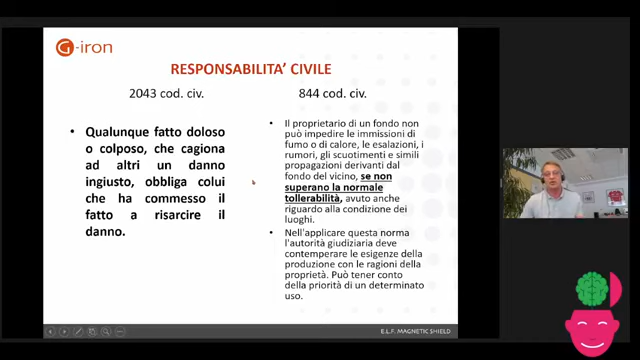 G-iron
RESPONSABILITA' CIVILE
2043 cod. civ.
844 cod. civ.
• Qualunque fatto doloso
o colposo, che cagiona
ad altri un danno
ingiusto, obbliga colui
che ha commesso il
fatto a risarcire il
danno.
• Il proprietario di un fondo non
può impedire le immissioni di
fumo o di calore, le esalazioni, i
rumori, gli scuotimenti e simili
propagazioni derivanti dal
fondo del vicino, se non
superano la normale
tollerabilità, avuto anche
riguardo alla condizione dei
luoghi.
• Nell'applicare questa norma
l'autorità giudiziaria deve
contemperare le esigenze della
produzione con le ragioni della
proprietà. Può tener conto
della priorità di un determinato
uso.
E.L.F. MAGNETIC SHIELD